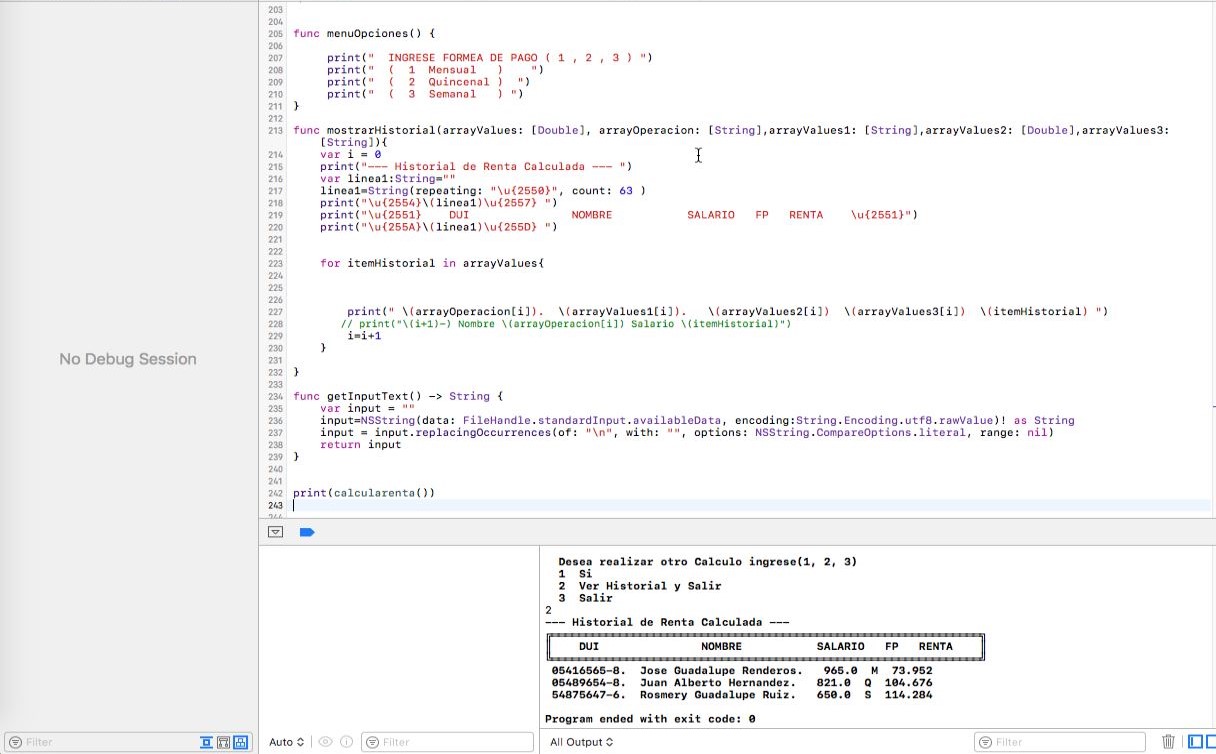 No Debug Session
203
204
205 func menuOpciones() {
206
207 print("  INGRESE FORMEA DE PAGO ( 1 , 2 , 3 ) ")
208 print("  (  1  Mensual   )    ")
209 print("  (  2  Quincenal )  ")
210 print("  (  3  Semanal   ) ")
211 }
212
213 func mostrarHistorial(arrayValues: [Double], arrayOperacion: [String],arrayValues1: [String],arrayValues2: [Double],arrayValues3:
[String]){
214 var i = 0
215 print("--- Historial de Renta Calculada --- ")
216 var linea1:String=""
217 linea1=String(repeating: "\u{2550}", count: 63 )
218 print("\u{2554}\(linea1)\u{2557} ")
219 print("\u{2551}    DUI               NOMBRE           SALARIO   FP   RENTA    \u{2551}")
220 print("\u{255A}\(linea1)\u{255D} ")
221
222
223 for itemHistorial in arrayValues{
224
225
226
227 print(" \(arrayOperacion[i]).  \(arrayValues1[i]).   \(arrayValues2[i])  \(arrayValues3[i])  \(itemHistorial) ")
228 // print("\(i+1)-) Nombre \(arrayOperacion[i]) Salario \(itemHistorial)")
229 i=i+1
230 }
231
232 }
233
234 func getInputText() -> String {
235 var input = ""
236 input=NSString(data: FileHandle.standardInput.availableData, encoding:String.Encoding.utf8.rawValue)! as String
237 input = input.replacingOccurrences(of: "\n", with: "", options: NSString.CompareOptions.literal, range: nil)
238 return input
239 }
240
241
242 print(calcularenta())
243
Desea realizar otro Calculo ingrese(1, 2, 3)
1  Si
2  Ver Historial y Salir
3  Salir
2
--- Historial de Renta Calculada ---
DUI               NOMBRE           SALARIO   FP   RENTA
05416565-8.  Jose Guadalupe Renderos.   965.0  M  73.952
05489654-8.  Juan Alberto Hernandez.   821.0  Q  104.676
54875647-6.  Rosmery Guadalupe Ruiz.   650.0  S  114.284
Program ended with exit code: 0
Filter
Auto
Filter
All Output
Filter